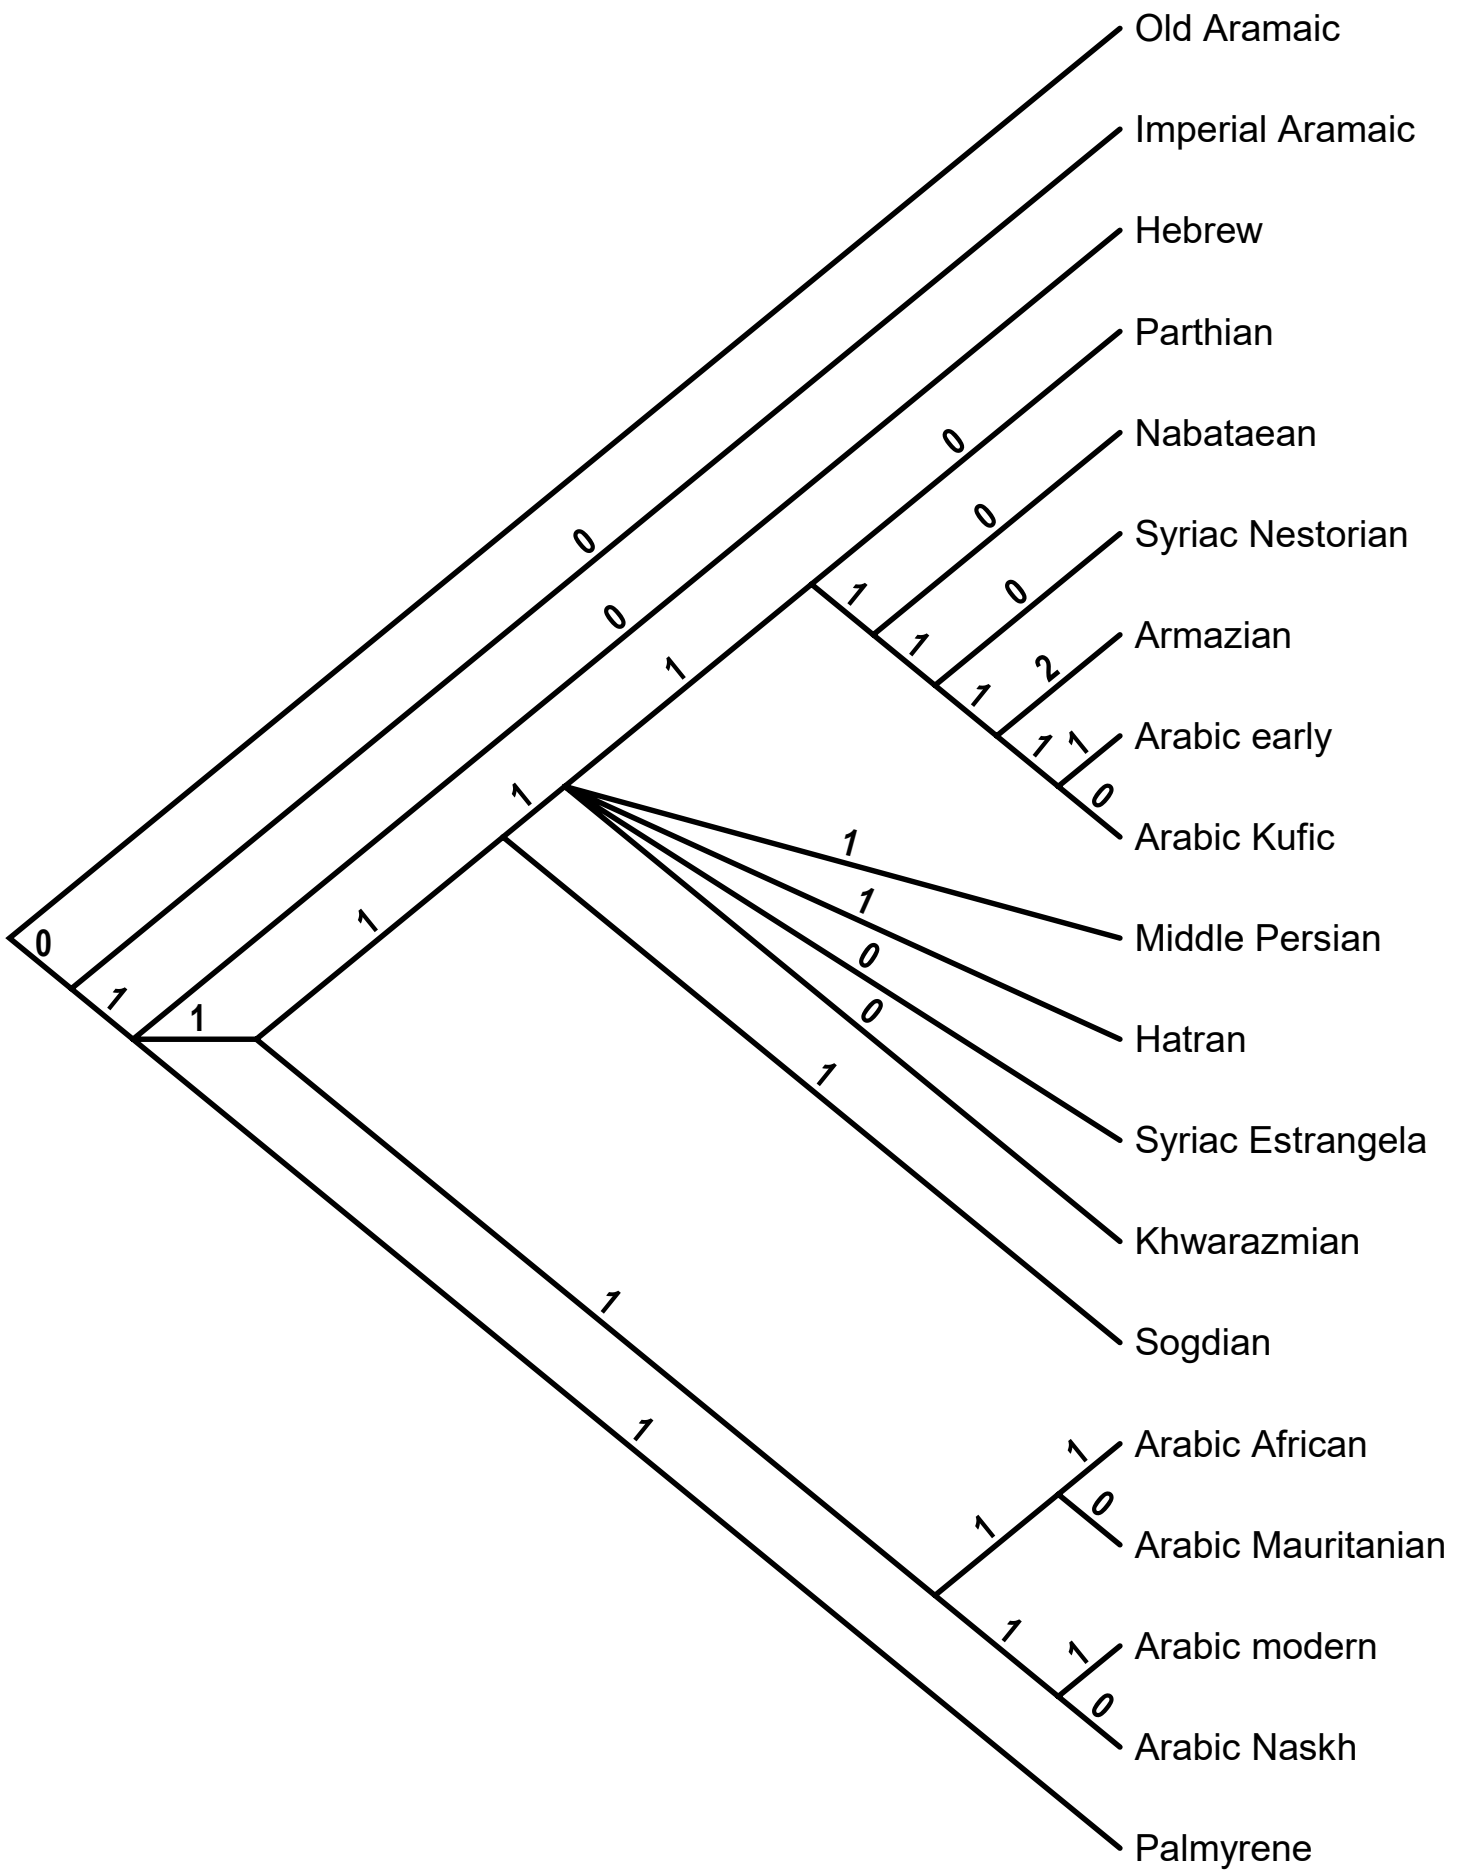 Old Aramaic
Imperial Aramaic
Hebrew
Parthian
0
Nabataean
0
Syriac Nestorian
0
0
1
Armazian
0
1
2
1
1
Arabic early
1
1
1
0
Arabic Kufic
1
1
Middle Persian
0
1
1
0
1
1
Hatran
0
1
Syriac Estrangela
Khwarazmian
1
Sogdian
1
1
Arabic African
1
0
Arabic Mauritanian
1
1
Arabic modern
0
Arabic Naskh
Palmyrene